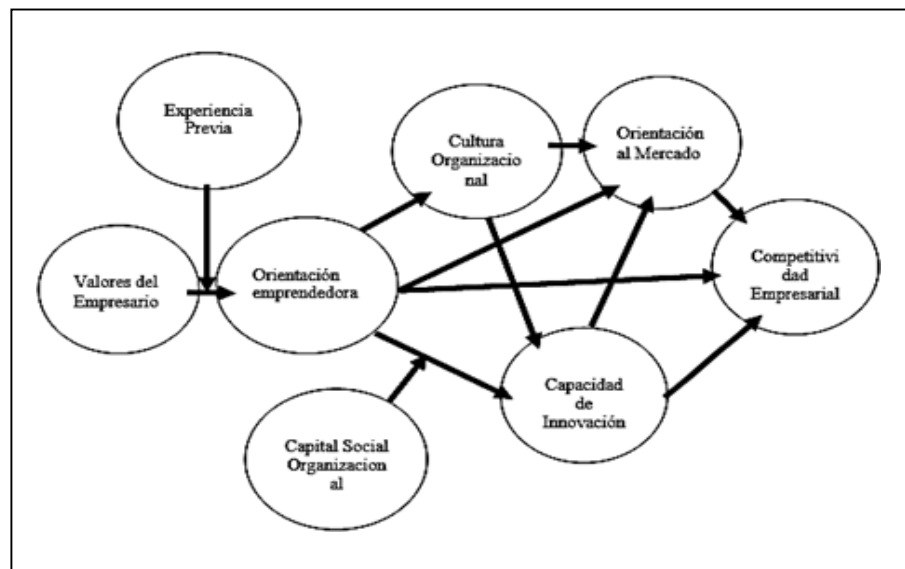 Experiencia
Previa
Cultura
Organizacio
nal
Orientación
al Mercado
Valores del
Empresario
Orientación
emprendedora
Competitivi
dad
Empresarial
Capacidad
de
Innovación
Capital Social
Organizacion
al